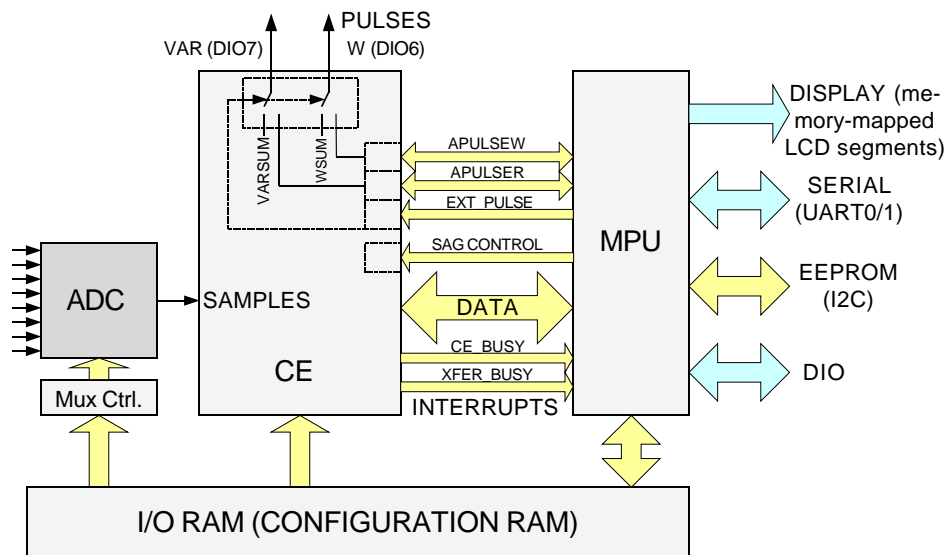 PULSES
VAR (DIO7)
W (DIO6)
VARSUM
WSUM
APULSEW
APULSER
EXT_PULSE
SAG CONTROL
DATA
CE_BUSY
XFER_BUSY
INTERRUPTS
ADC
SAMPLES
CE
Mux Ctrl.
MPU
DISPLAY (me-
mory-mapped
LCD segments)
SERIAL
(UART0/1)
EEPROM
(I2C)
DIO
I/O RAM (CONFIGURATION RAM)